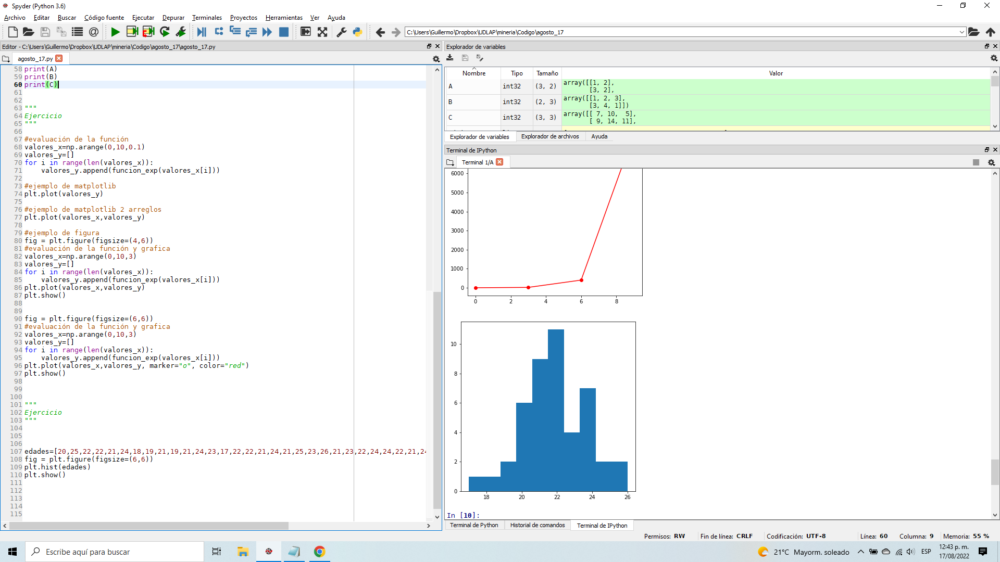 Spyder (Python 3.6)
Archivo Editar Buscar Código fuente Ejecutar Depurar Terminales Proyectos Herramientas Ver Ayuda
C:\Users\Guillermo\Dropbox\UDLAP\mineria\Codigo\agosto_17
Editor - C:\Users\Guillermo\Dropbox\UDLAP\mineria\Codigo\agosto_17\agosto_17.py
agosto_17.py
58 print(A)
59 print(B)
60 print(C)
61
62
63 """
64 Ejercicio
65 """
66
67 #evaluación de la función
68 valores_x=np.arange(0,10,0.1)
69 valores_y=[]
70 for i in range(len(valores_x)):
71     valores_y.append(funcion_exp(valores_x[i]))
72
73 #ejemplo de matplotlib
74 plt.plot(valores_y)
75
76 #ejemplo de matplotlib 2 arreglos
77 plt.plot(valores_x,valores_y)
78
79 #ejemplo de figura
80 fig = plt.figure(figsize=(4,6))
81 #evaluación de la función y grafica
82 valores_x=np.arange(0,10,3)
83 valores_y=[]
84 for i in range(len(valores_x)):
85     valores_y.append(funcion_exp(valores_x[i]))
86 plt.plot(valores_x,valores_y)
87 plt.show()
88
89
90 fig = plt.figure(figsize=(6,6))
91 #evaluación de la función y grafica
92 valores_x=np.arange(0,10,3)
93 valores_y=[]
94 for i in range(len(valores_x)):
95     valores_y.append(funcion_exp(valores_x[i]))
96 plt.plot(valores_x,valores_y, marker="o", color="red")
97 plt.show()
98
99
100
101 """
102 Ejercicio
103 """
104
105
106
107 edades=[20,25,22,22,21,24,18,19,21,19,21,24,23,17,22,22,21,24,21,25,23,26,21,23,22,24,24,22,21,24
108 fig = plt.figure(figsize=(6,6))
109 plt.hist(edades)
110 plt.show()
111
112
113
114
115
Explorador de variables
Nombre Tipo Tamaño Valor
A int32 (3, 2) array([[1, 2],
[3, 2],
B int32 (2, 3) array([[1, 2, 3],
[3, 4, 1]])
C int32 (3, 3) array([[ 7, 10,  5],
[ 9, 14, 11],
Explorador de variables Explorador de archivos Ayuda
Terminal de IPython
Terminal 1/A
6000
5000
4000
3000
2000
1000
0
0 2 4 6 8
10
8
6
4
2
0
18 20 22 24 26
In [10]:
Terminal de Python Historial de comandos Terminal de IPython
Permisos: RW Fin de línea: CRLF Codificación: UTF-8 Línea: 60 Columna: 9 Memoria: 55 %
Escribe aquí para buscar
21°C Mayorm. soleado ESP
12:43 p. m.
17/08/2022